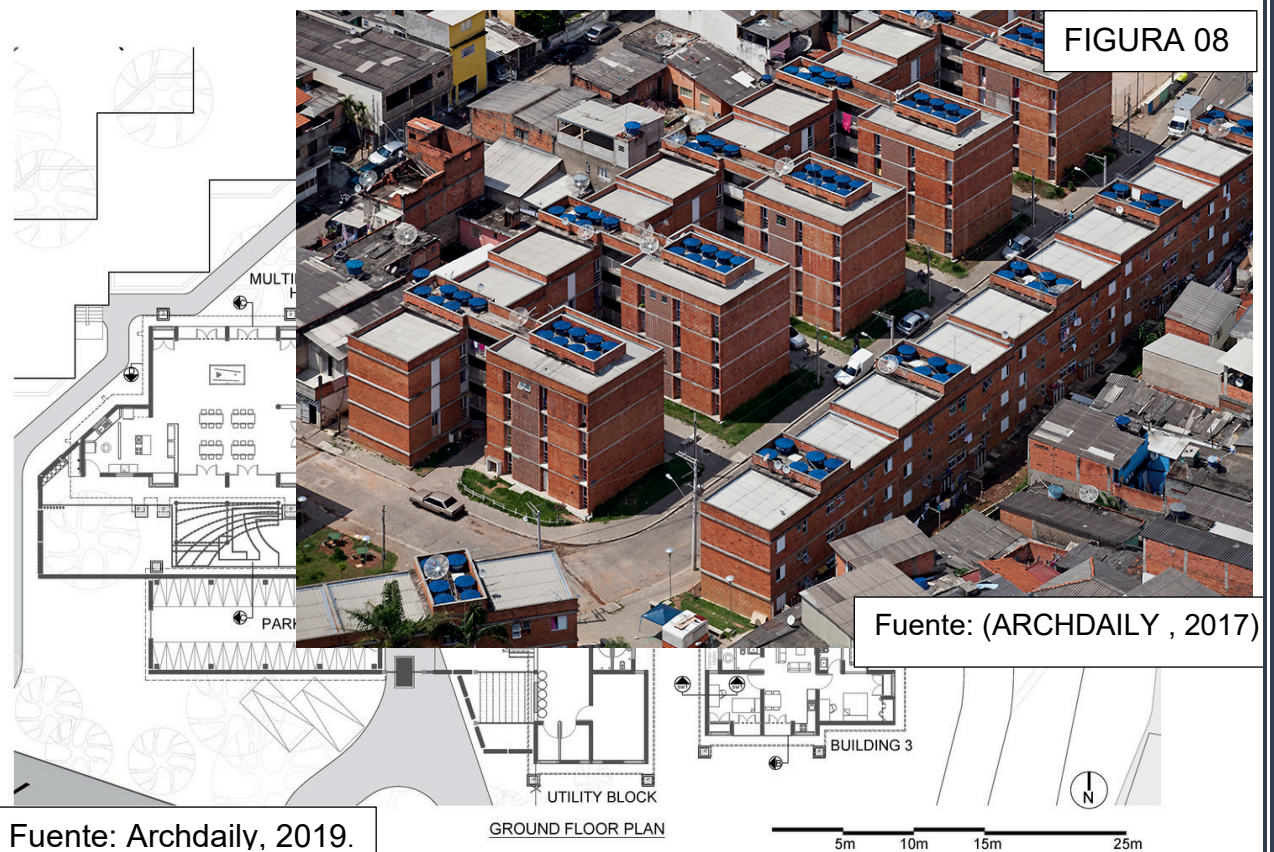 FIGURA 08
MULTI
H
PARK
Fuente: (ARCHDAILY , 2017)
BUILDING 3
UTILITY BLOCK
GROUND FLOOR PLAN
N
5m 10m 15m 25m
Fuente: Archdaily, 2019.